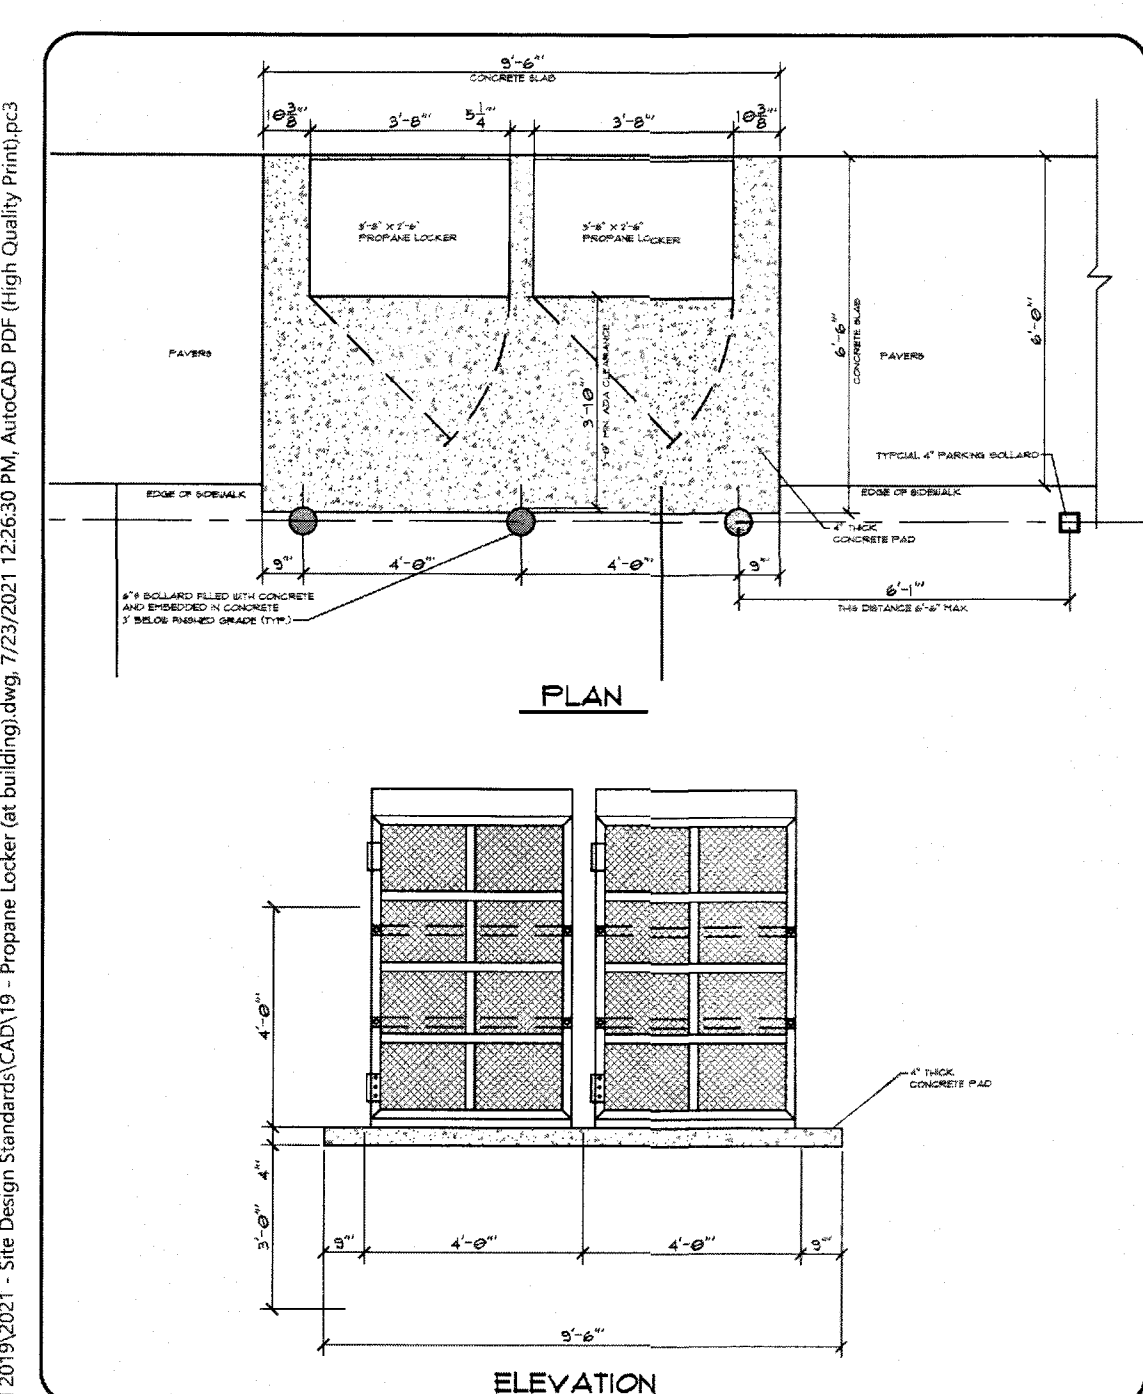 12019\2021 - Site Design Standards\CAD\19 - Propane Locker (at building).dwg, 7/23/2021 12:26:30 PM, AutoCAD PDF (High Quality Print).pc3
9'-6"
CONCRETE SLAB
10 3/8"
3'-8"
5 1/4"
3'-8"
10 3/8"
3'-8" X 2'-6"
PROPANE LOCKER
3'-8" X 2'-6"
PROPANE LOCKER
6'-6"
CONCRETE SLAB
6'-0"
PAVERS
PAVERS
3'-10"
3'-0" MIN. ADA CLEARANCE
TYPCIAL 4" PARKING BOLLARD
EDGE OF SIDEWALK
EDGE OF SIDEWALK
4" THICK
CONCRETE PAD
9"
4'-0"
4'-0"
9"
6'-1"
THIS DISTANCE 6'-6" MAX.
6"ϕ BOLLARD FILLED WITH CONCRETE
AND EMBEDDED IN CONCRETE
3' BELOW FINISHED GRADE (TYP.)
PLAN
4'-0"
4"
3'-0"
4" THICK
CONCRETE PAD
9"
4'-0"
4'-0"
9"
9'-6"
ELEVATION